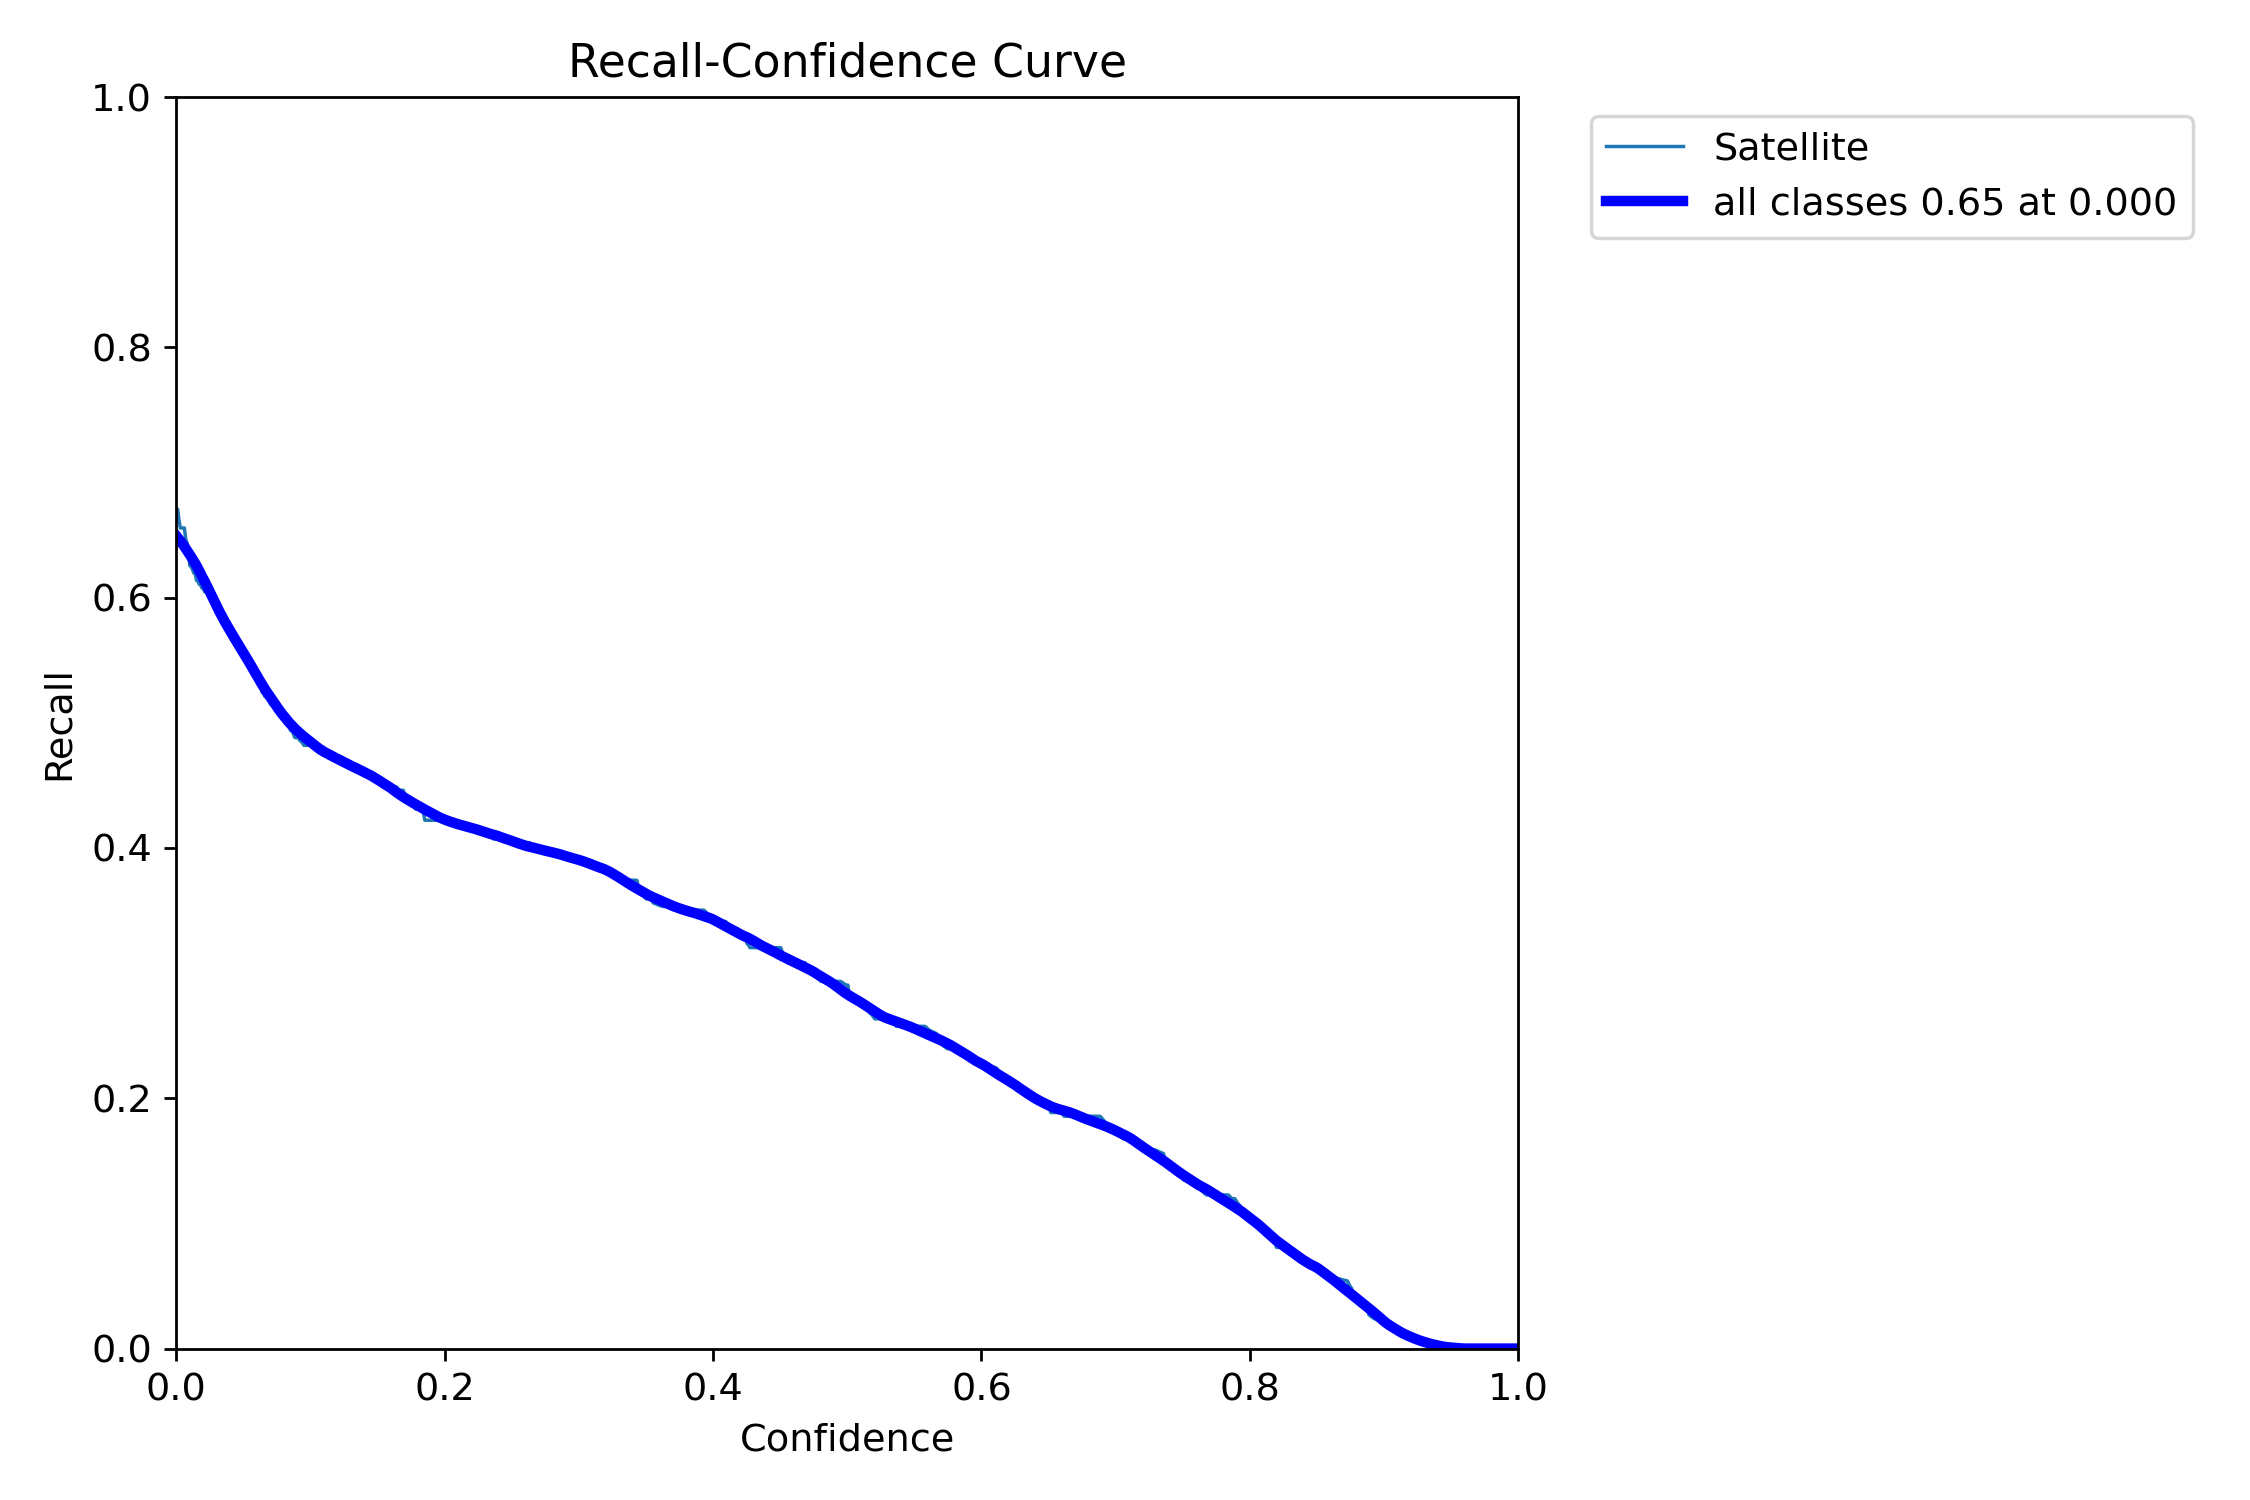 Recall-Confidence Curve
1.0
0.8
0.6
0.4
0.2
0.0
Recall
0.0 0.2 0.4 0.6 0.8 1.0
Confidence
Satellite
all classes 0.65 at 0.000